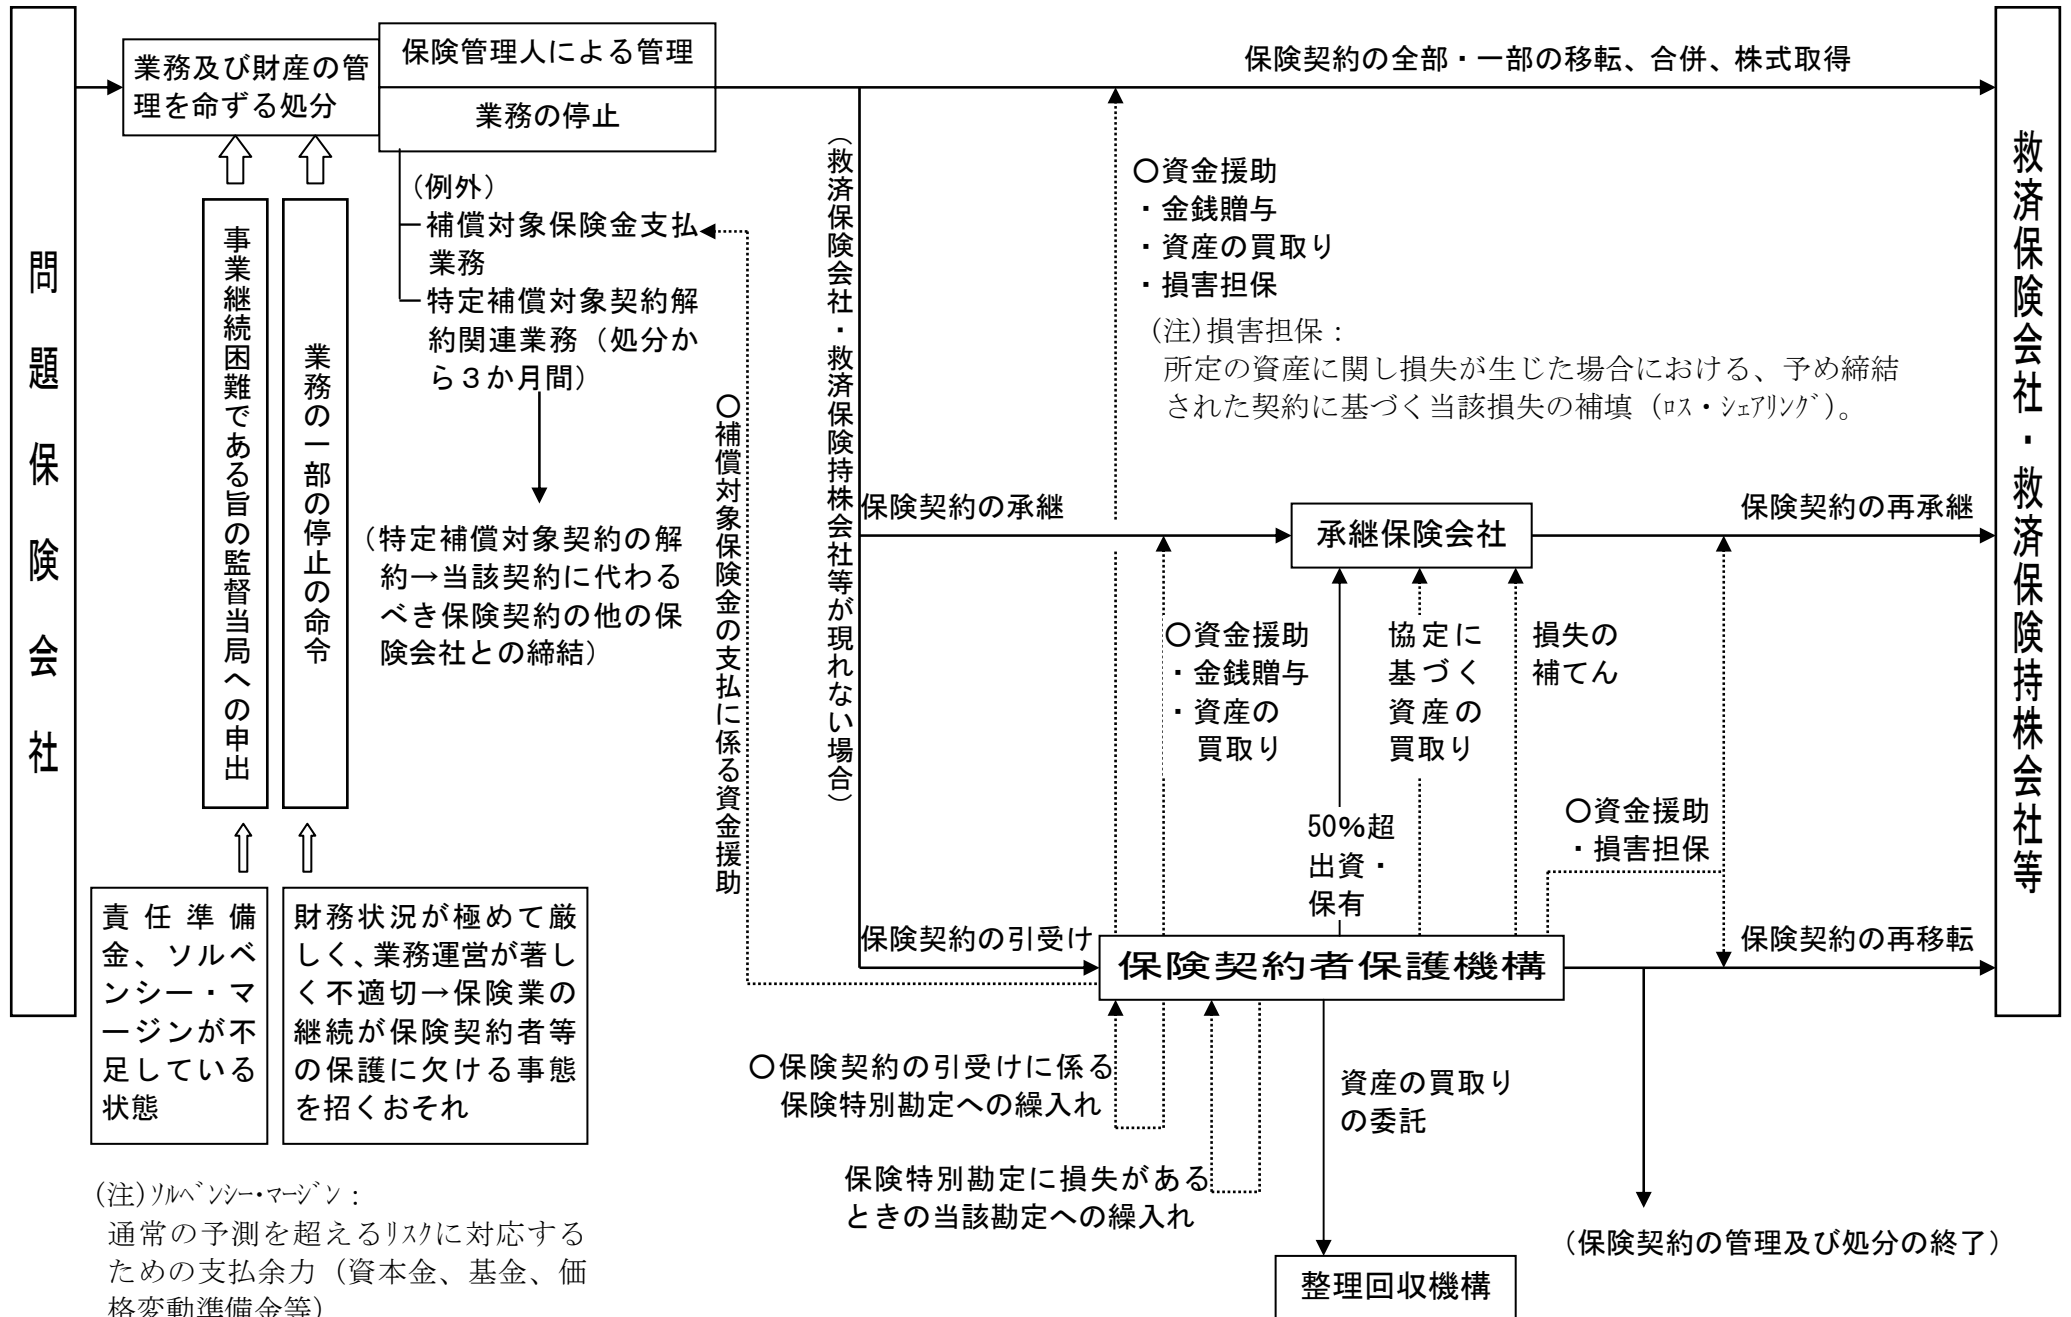 問題保険会社
業務及び財産の管
理を命ずる処分
保険管理人による管理
業務の停止
(例外)
補償対象保険金支払
業務
特定補償対象契約解
約関連業務（処分か
ら３か月間）
（特定補償対象契約の解
約→当該契約に代わる
べき保険契約の他の保
険会社との締結）
事業継続困難である旨の監督当局への申出
業務の一部の停止の命令
責任準備
金、ソルベ
ンシー・マ
ージンが不
足している
状態
財務状況が極めて厳
しく、業務運営が著し
く不適切→保険業の
継続が保険契約者等
の保護に欠ける事態
を招くおそれ
(注)ｿﾙﾍﾞﾝｼｰ・ﾏｰｼﾞﾝ：
通常の予測を超えるﾘｽｸに対応する
ための支払余力（資本金、基金、価
格変動準備金等）
○補償対象保険金の支払に係る資金援助
（救済保険会社・救済保険持株会社等が現れない場合）
保険契約の全部・一部の移転、合併、株式取得
○資金援助
・金銭贈与
・資産の買取り
・損害担保
(注)損害担保：
所定の資産に関し損失が生じた場合における、予め締結
された契約に基づく当該損失の補填（ﾛｽ・ｼｪｱﾘﾝｸﾞ）。
保険契約の承継
承継保険会社
保険契約の再承継
○資金援助
・金銭贈与
・資産の
買取り
50%超
出資・
保有
協定に
基づく
資産の
買取り
損失の
補てん
○資金援助
・損害担保
保険契約の引受け
保険契約者保護機構
保険契約の再移転
○保険契約の引受けに係る
保険特別勘定への繰入れ
保険特別勘定に損失がある
ときの当該勘定への繰入れ
資産の買取り
の委託
整理回収機構
（保険契約の管理及び処分の終了）
救済保険会社・救済保険持株会社等